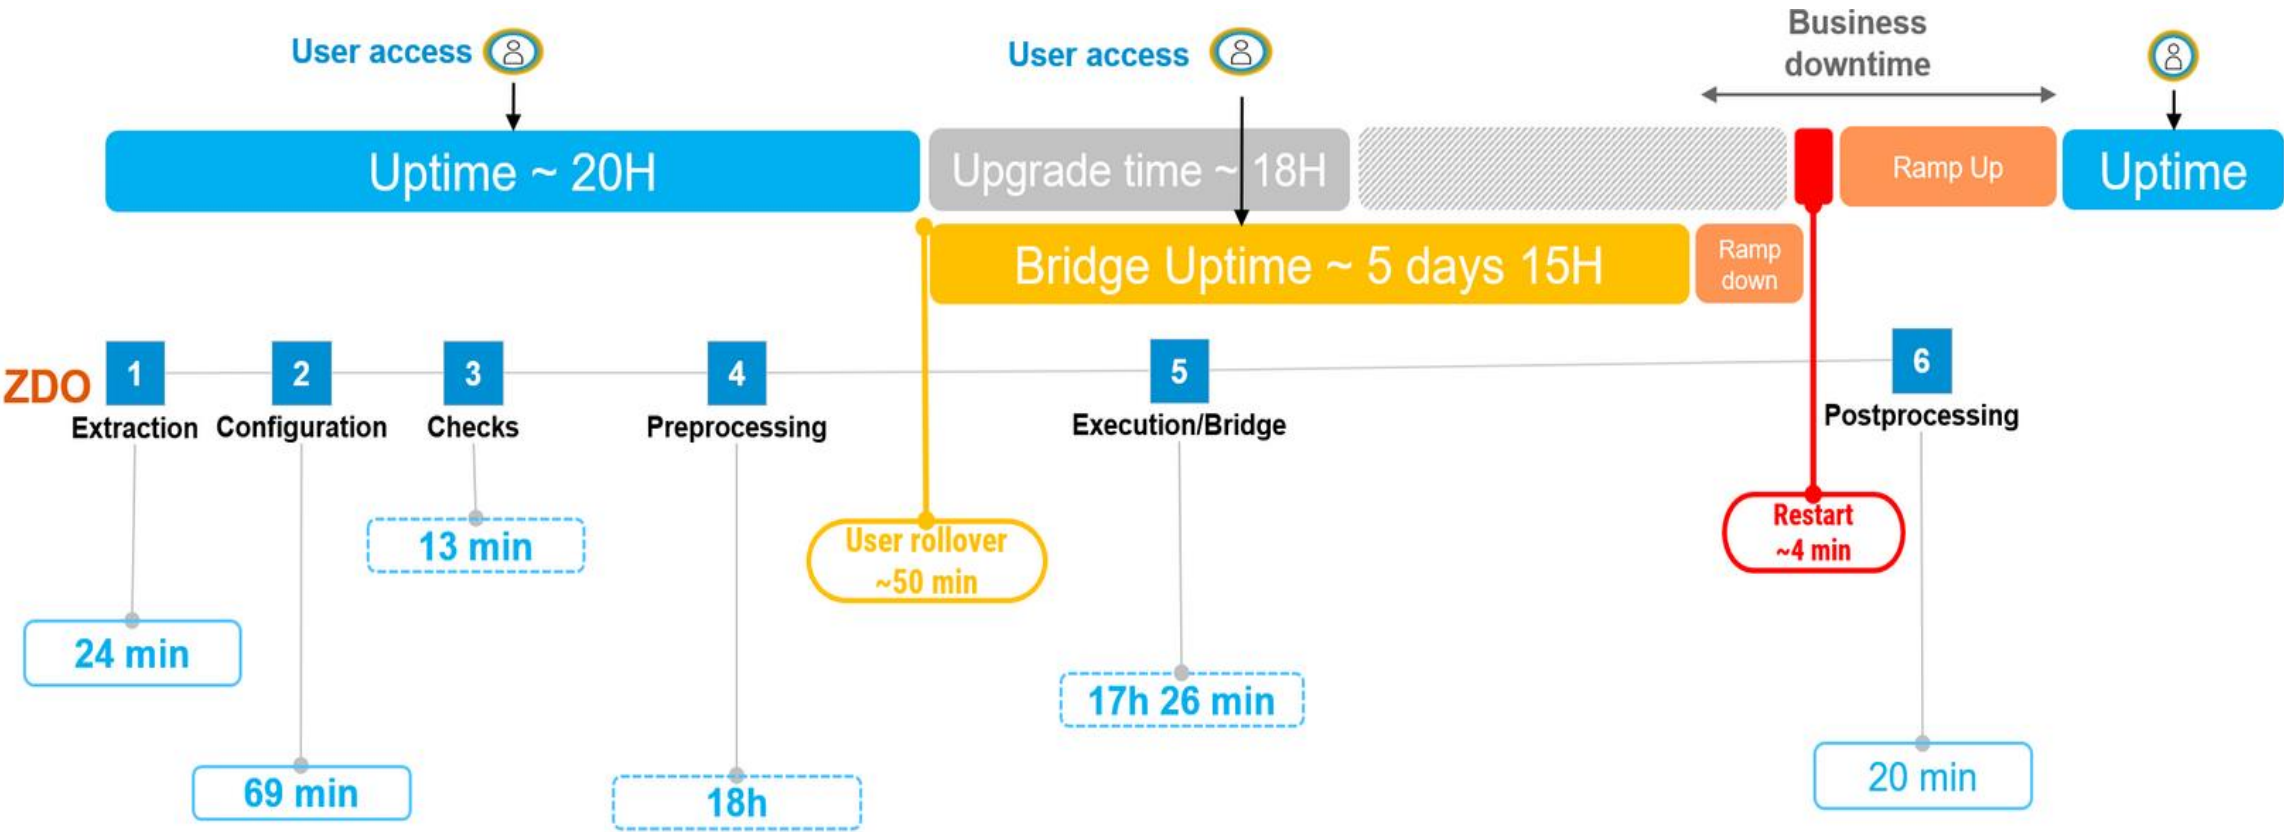 User access
User access
Business
downtime
Uptime ~ 20H
Upgrade time ~ 18H
Ramp Up
Uptime
Bridge Uptime ~ 5 days 15H
Ramp
down
ZDO
1
2
3
4
5
6
Extraction
Configuration
Checks
Preprocessing
Execution/Bridge
Postprocessing
13 min
User rollover
~50 min
Restart
~4 min
24 min
17h 26 min
69 min
18h
20 min